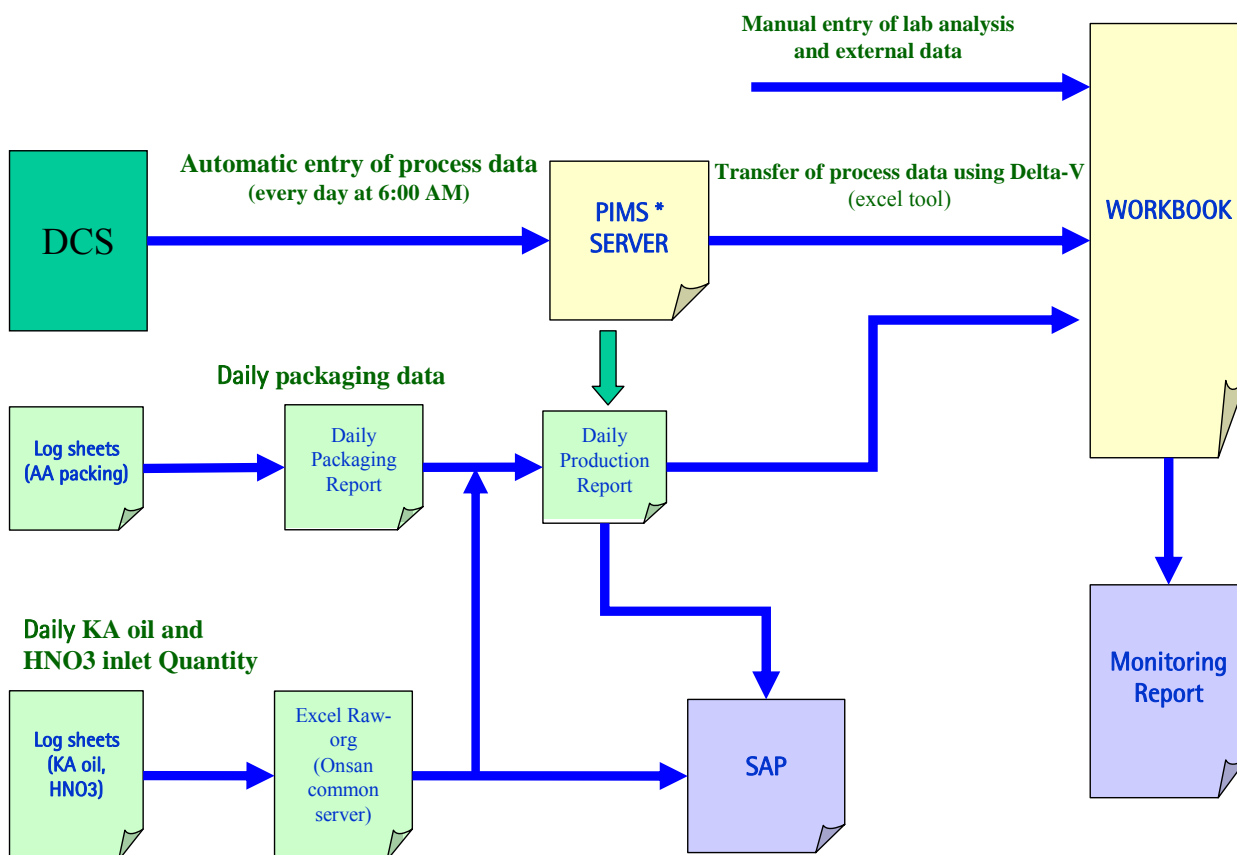 Manual entry of lab analysis
and external data
Automatic entry of process data
(every day at 6:00 AM)
Transfer of process data using Delta-V
(excel tool)
DCS
PIMS *
SERVER
WORKBOOK
Daily packaging data
Log sheets
(AA packing)
Daily
Packaging
Report
Daily
Production
Report
Daily KA oil and
HNO3 inlet Quantity
Log sheets
(KA oil,
HNO3)
Excel Raw-
org
(Onsan
common
server)
SAP
Monitoring
Report